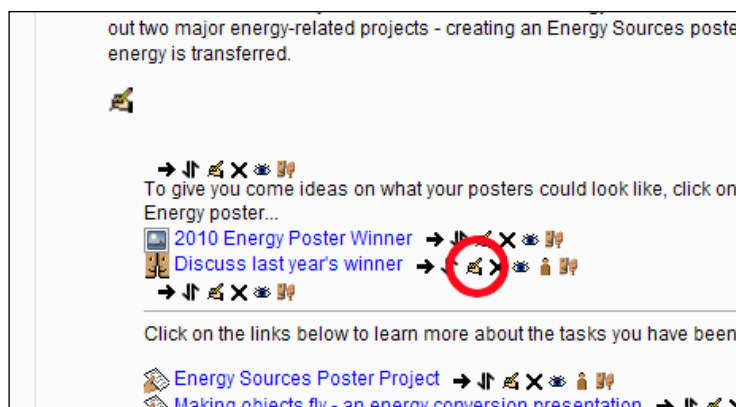 out two major energy-related projects - creating an Energy Sources poste
energy is transferred.
To give you come ideas on what your posters could look like, click on
Energy poster...
2010 Energy Poster Winner
Discuss last year's winner
Click on the links below to learn more about the tasks you have been
Energy Sources Poster Project
Making objects fly - an energy conversion presentation